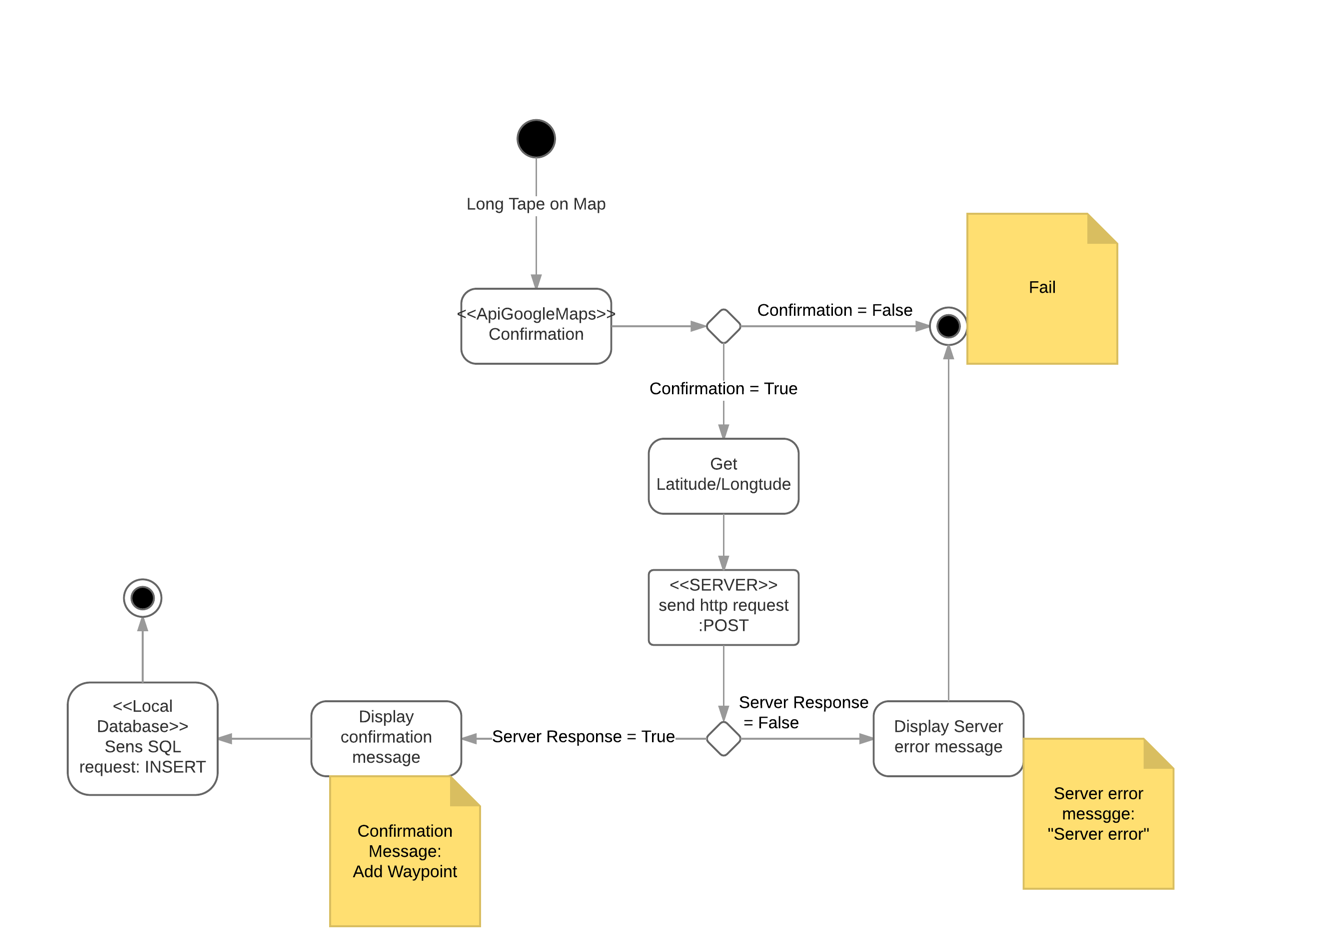 Long Tape on Map
<<ApiGoogleMaps>>
Confirmation
Confirmation = False
Fail
Confirmation = True
Get
Latitude/Longtude
<<SERVER>>
send http request
:POST
Server Response
= False
Server Response = True
Display Server
error message
Server error
messgge:
"Server error"
Display
confirmation
message
Confirmation
Message:
Add Waypoint
<<Local
Database>>
Sens SQL
request: INSERT